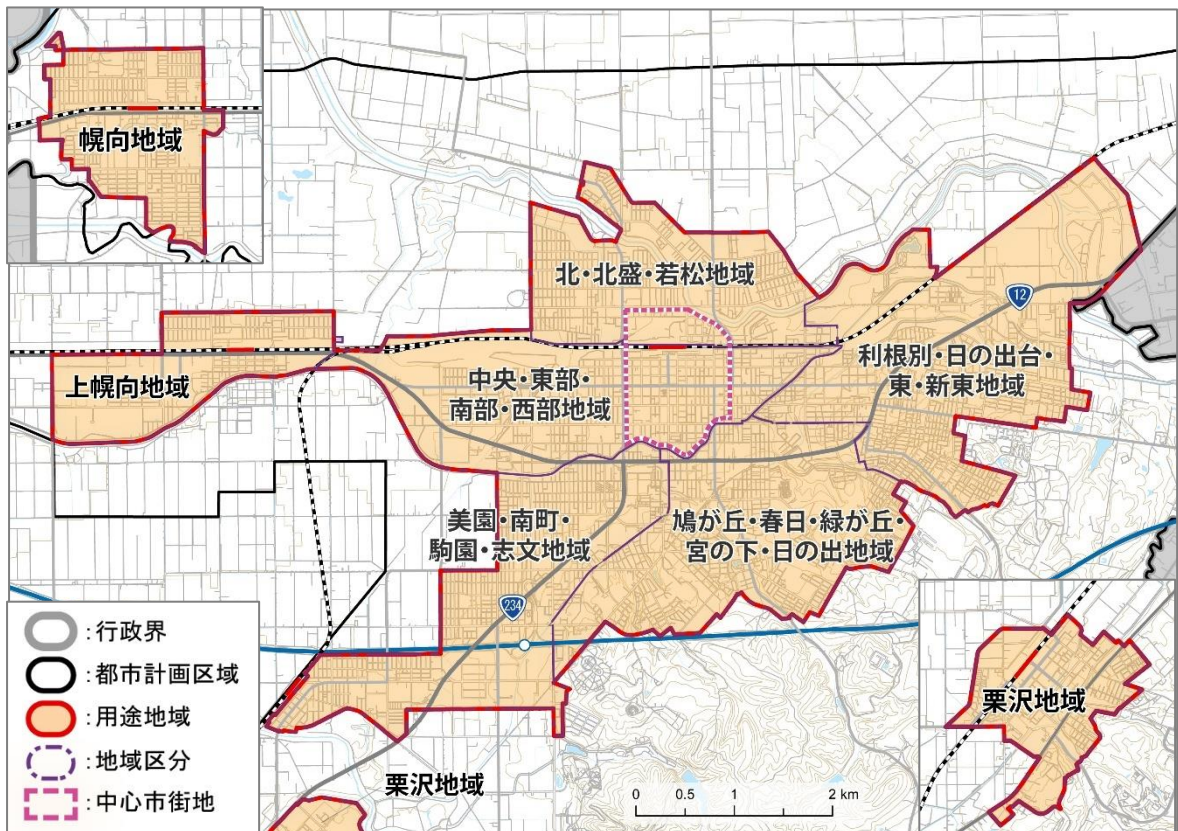 幌向地域
北・北盛・若松地域
12
利根別・日の出台・
東・新東地域
上幌向地域
中央・東部・
南部・西部地域
美園・南町・
駒園・志文地域
鳩が丘・春日・緑が丘・
宮の下・日の出地域
234
:行政界
:都市計画区域
:用途地域
:地域区分
:中心市街地
栗沢地域
栗沢地域
0 0.5 1 2 km